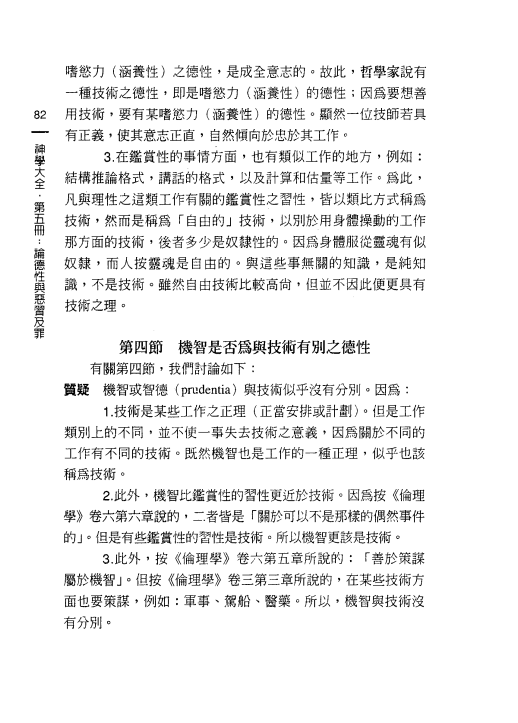 82
神學大全．第五冊：論德性與惡習及罪
嗜慾力（涵養性）之德性，是成全意志的。故此，哲學家說有
一種技術之德性，即是嗜慾力（涵養性）的德性；因爲要想善
用技術，要有某嗜慾力（涵養性）的德性。顯然一位技師若具
有正義，使其意志正直，自然傾向於忠於其工作。
3.在鑑賞性的事情方面，也有類似工作的地方，例如：
結構推論格式，講話的格式，以及計算和估量等工作。爲此，
凡與理性之這類工作有關的鑑賞性之習性，皆以類比方式稱爲
技術，然而是稱爲「自由的」技術，以別於用身體操動的工作
那方面的技術，後者多少是奴隸性的。因爲身體服從靈魂有似
奴隸，而人按靈魂是自由的。與這些事無關的知識，是純知
識，不是技術。雖然自由技術比較高尙，但並不因此便更具有
技術之理。
第四節　機智是否爲與技術有別之德性
有關第四節，我們討論如下：
質疑　機智或智德（prudentia）與技術似乎沒有分別。因爲：
1.技術是某些工作之正理（正當安排或計劃）。但是工作
類別上的不同，並不使一事失去技術之意義，因爲關於不同的
工作有不同的技術。既然機智也是工作的一種正理，似乎也該
稱爲技術。
2.此外，機智比鑑賞性的習性更近於技術。因爲按《倫理
學》卷六第六章說的，二者皆是「關於可以不是那樣的偶然事件
的」。但是有些鑑賞性的習性是技術。所以機智更該是技術。
3.此外，按《倫理學》卷六第五章所說的：「善於策謀
屬於機智」。但按《倫理學》卷三第三章所說的，在某些技術方
面也要策謀，例如：軍事、駕船、醫藥。所以，機智與技術沒
有分別。